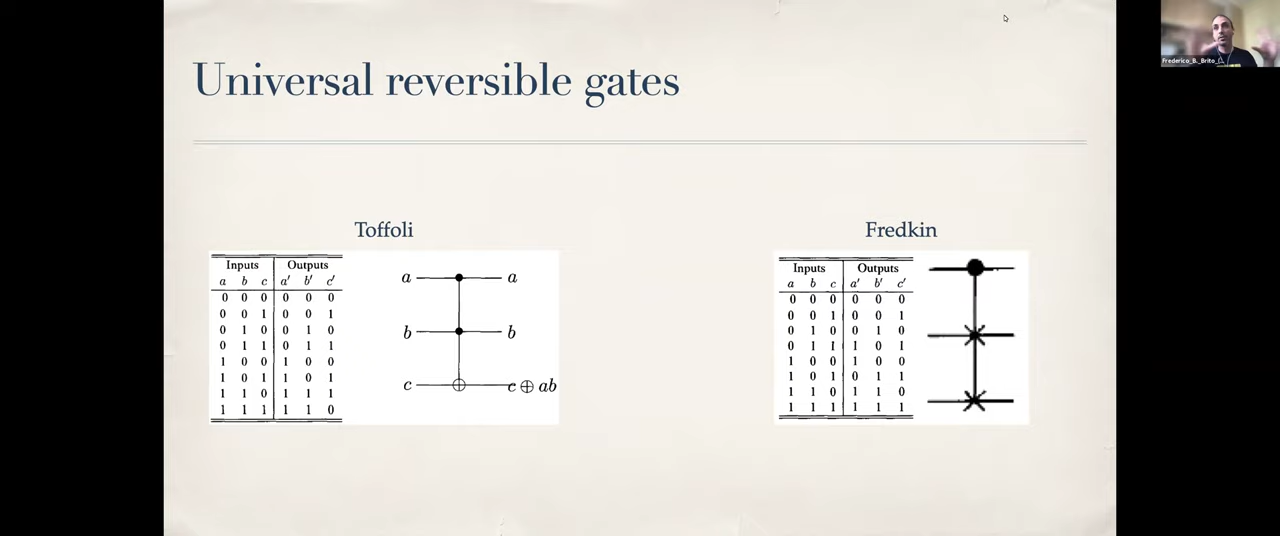 Universal reversible gates
Toffoli
Inputs Outputs
a b c a′ b′ c′
0 0 0 0 0 0
0 0 1 0 0 1
0 1 0 0 1 0
0 1 1 0 1 1
1 0 0 1 0 0
1 0 1 1 0 1
1 1 0 1 1 1
1 1 1 1 1 0
a a
b b
c c ⊕ ab
Fredkin
Inputs Outputs
a b c a′ b′ c′
0 0 0 0 0 0
0 0 1 0 0 1
0 1 0 0 1 0
0 1 1 1 0 1
1 0 0 1 0 0
1 0 1 0 1 1
1 1 0 1 1 0
1 1 1 1 1 1
Frederico_B._Brito_(...